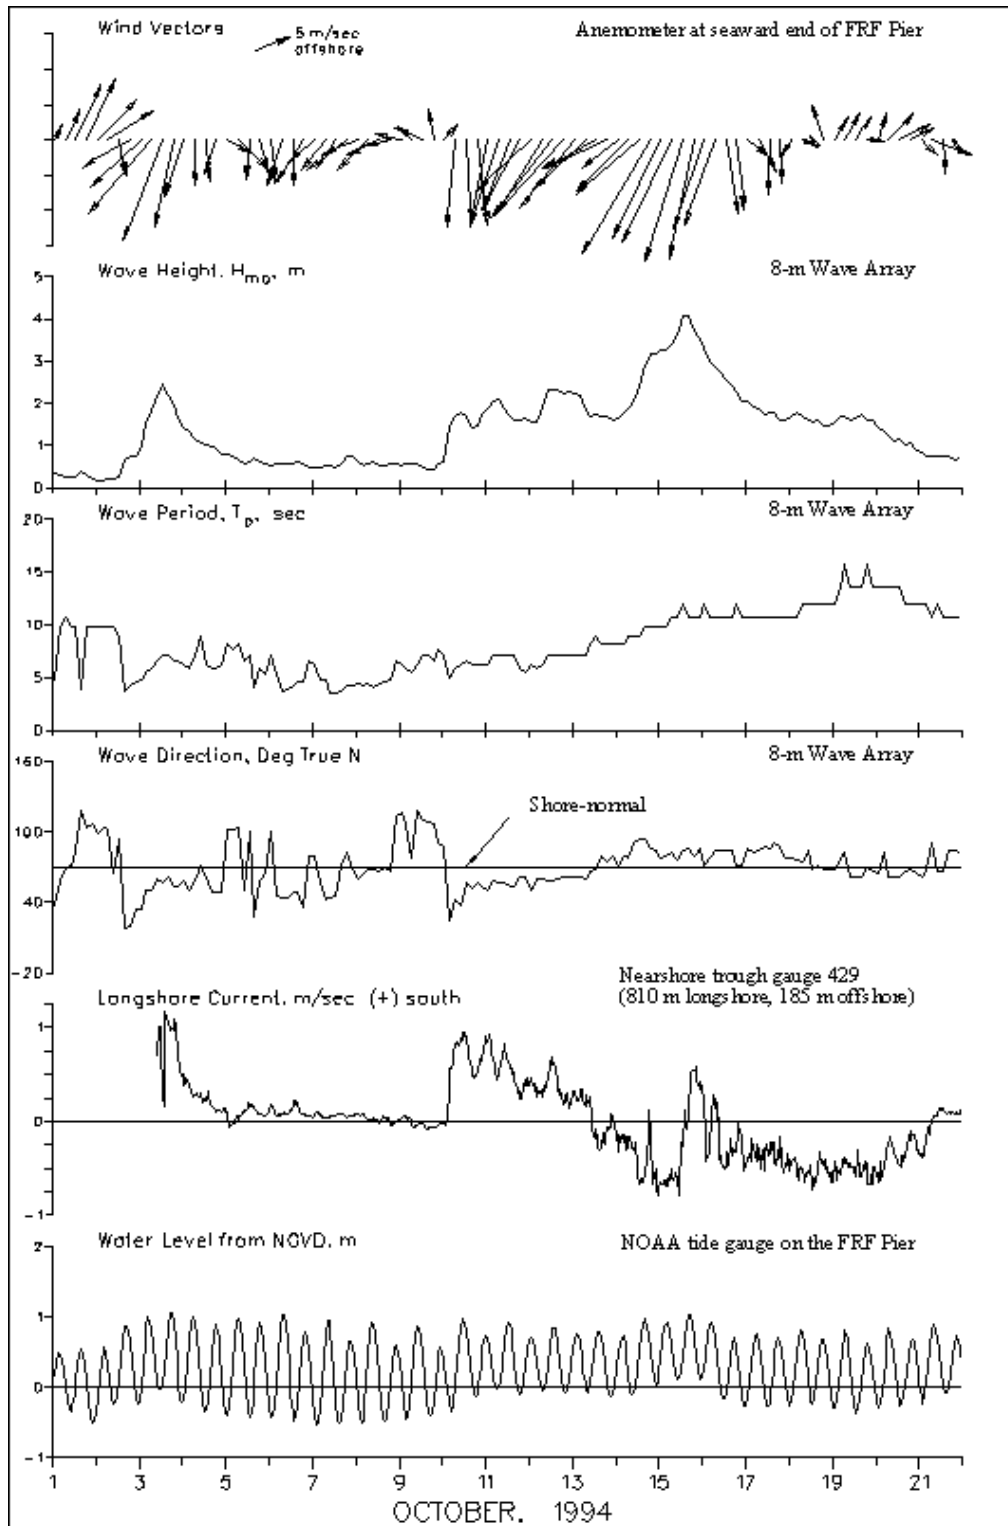 Wind Vectors
5 m/sec
offshore
Anemometer at seaward end of FRF Pier
Wave Height, Hmo, m
8-m Wave Array
5
4
3
2
1
0
Wave Period, Tp, sec
8-m Wave Array
20
15
10
5
0
Wave Direction, Deg True N
8-m Wave Array
160
100
40
-20
Shore-normal
Nearshore trough gauge 429
(810 m longshore, 185 m offshore)
Longshore Current, m/sec (+) south
1
0
-1
Water Level from NGVD, m
NOAA tide gauge on the FRF Pier
2
1
0
-1
1 3 5 7 9 11 13 15 17 19 21
OCTOBER, 1994